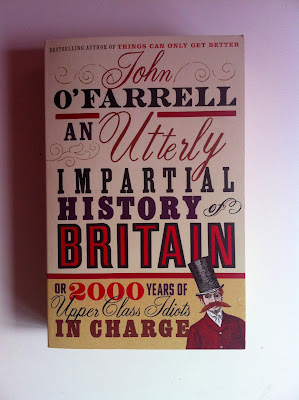 BESTSELLING AUTHOR OF THINGS CAN ONLY GET BETTER
John
O'FARRELL
AN Utterly
IMPARTIAL
HISTORY of
BRITAIN
OR 2000 YEARS OF
Upper Class Idiots
IN CHARGE